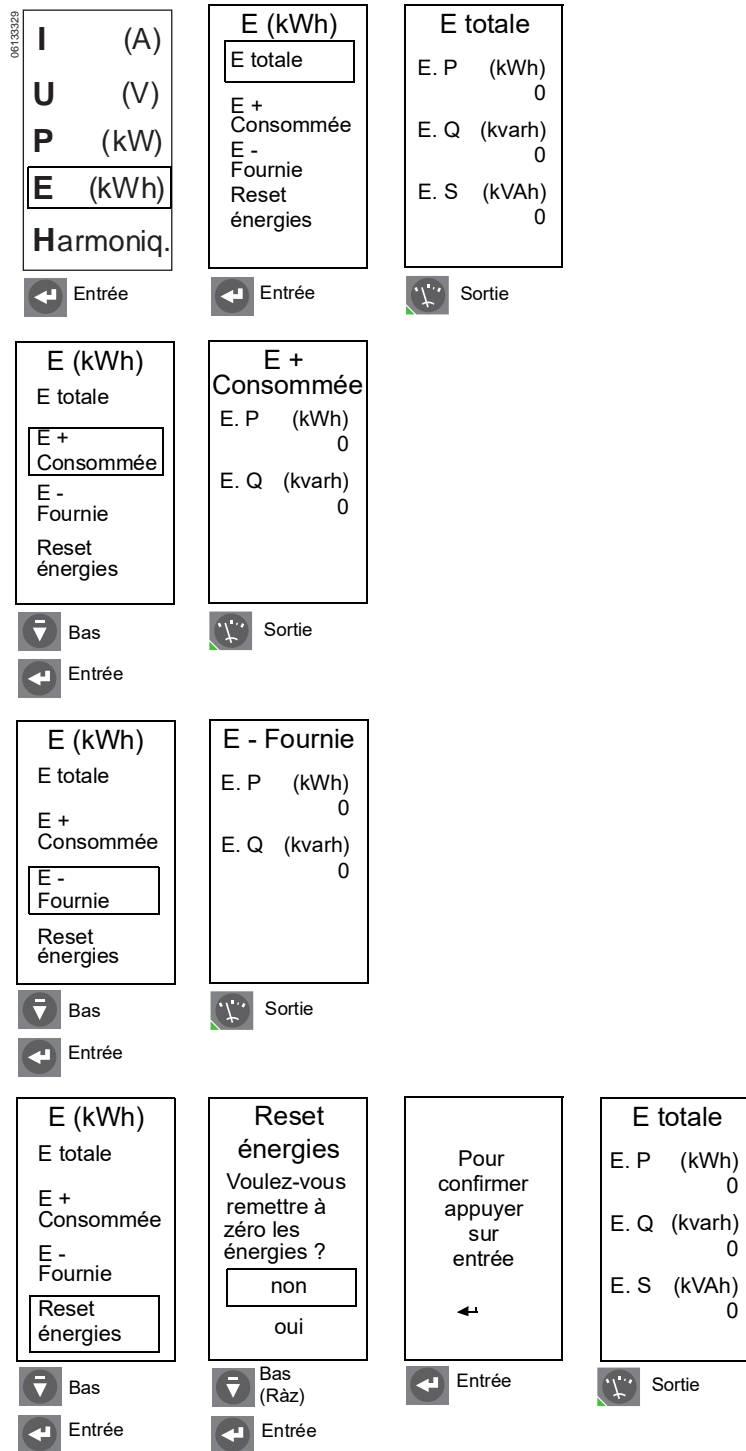 06133329
I (A)
U (V)
P (kW)
E (kWh)
Harmoniq.
Entrée
E (kWh)
E totale
E +
Consommée
E -
Fournie
Reset
énergies
Entrée
E totale
E. P (kWh)
0
E. Q (kvarh)
0
E. S (kVAh)
0
Sortie
E (kWh)
E totale
E +
Consommée
E -
Fournie
Reset
énergies
Bas
Entrée
E +
Consommée
E. P (kWh)
0
E. Q (kvarh)
0
Sortie
E (kWh)
E totale
E +
Consommée
E -
Fournie
Reset
énergies
Bas
Entrée
E - Fournie
E. P (kWh)
0
E. Q (kvarh)
0
Sortie
E (kWh)
E totale
E +
Consommée
E -
Fournie
Reset
énergies
Bas
Entrée
Reset
énergies
Voulez-vous
remettre à
zéro les
énergies ?
non
oui
Bas
(Ràz)
Entrée
Pour
confirmer
appuyer
sur
entrée
Entrée
E totale
E. P (kWh)
0
E. Q (kvarh)
0
E. S (kVAh)
0
Sortie